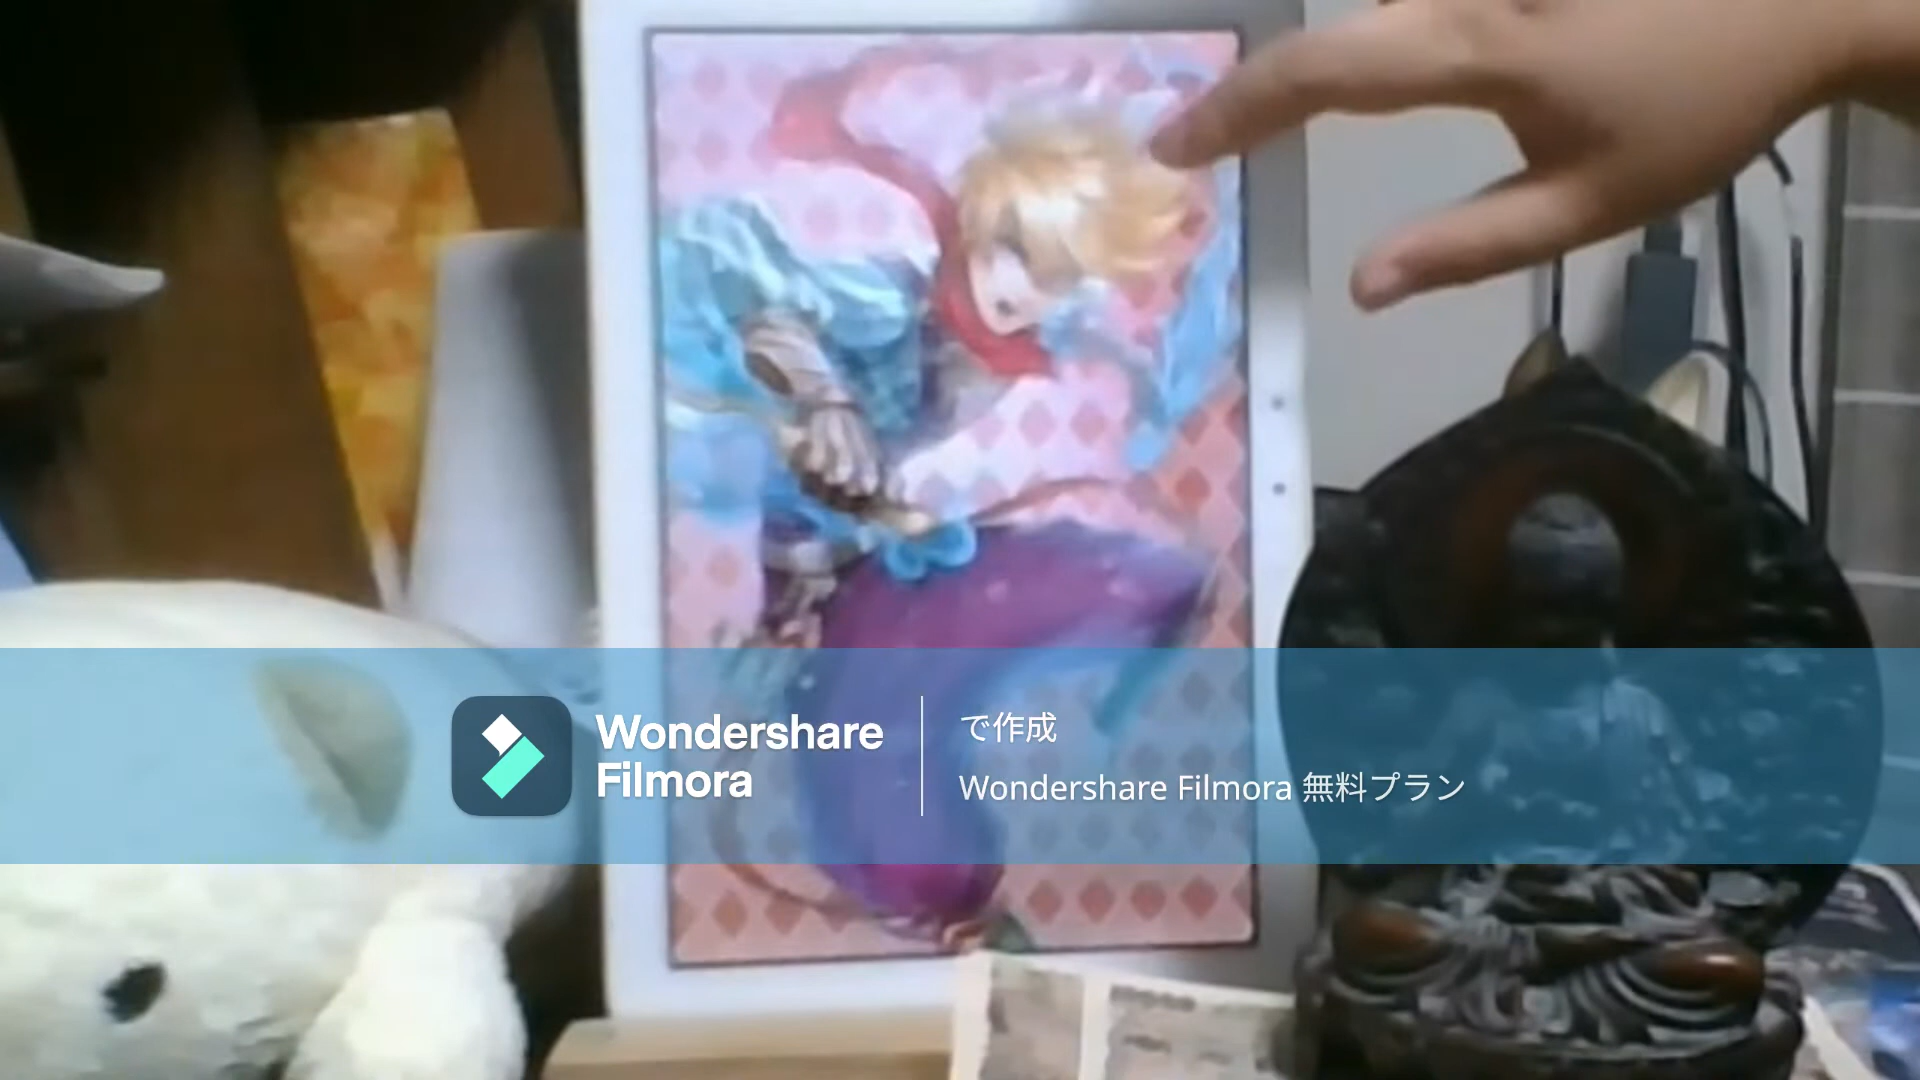 Wondershare
Filmora
で作成
Wondershare Filmora 無料プラン